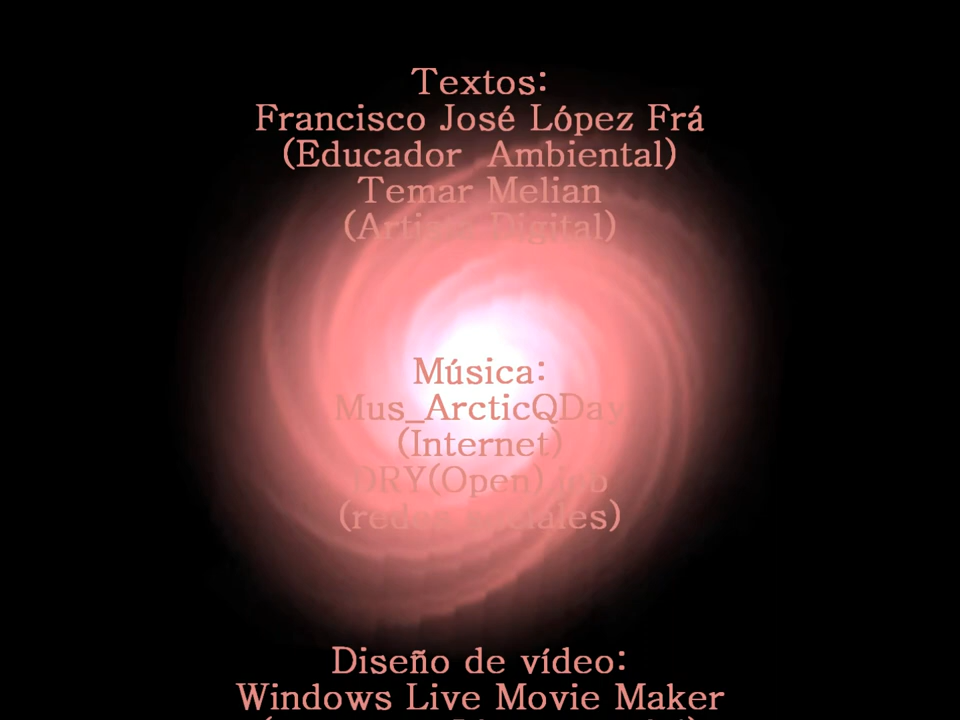 Textos:
Francisco José López Frá
(Educador Ambiental)
Temar Melian
(Artista Digital)
Música:
Mus_ArcticQDay
(Internet)
DRY(Open)
(redes sociales)
Diseño de vídeo:
Windows Live Movie Maker